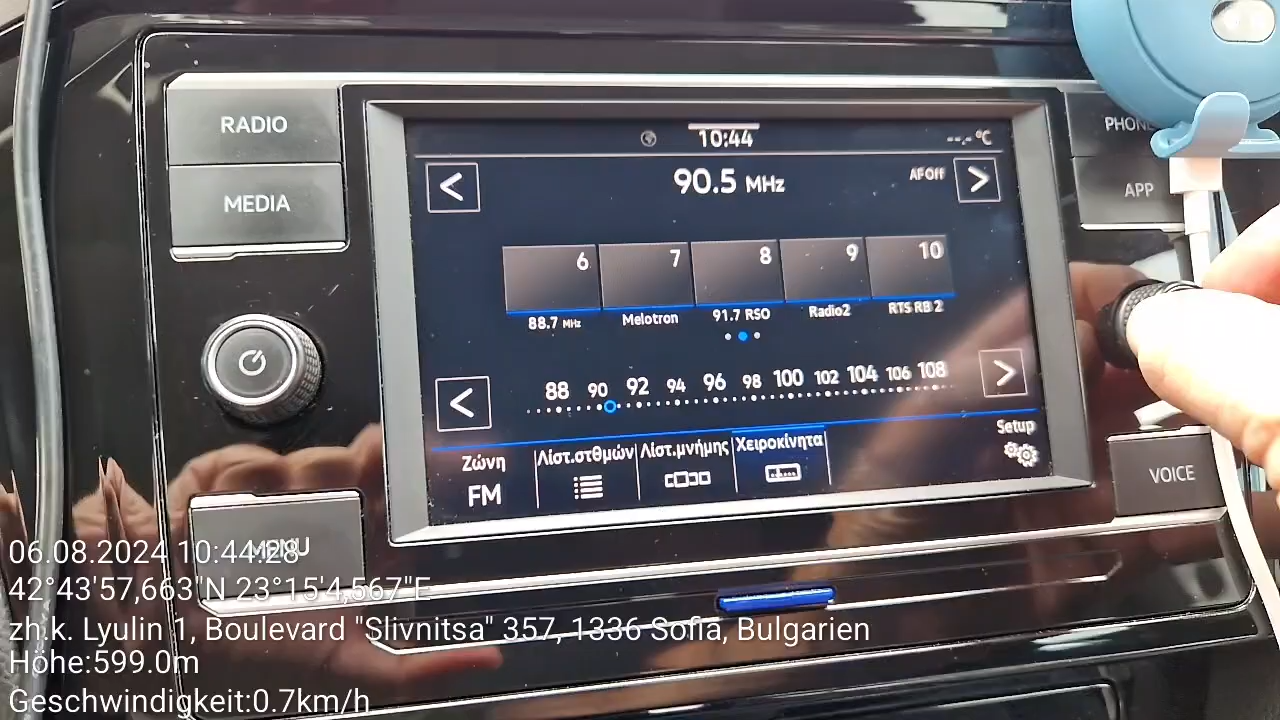 RADIO
MEDIA
10:44
--,- °C
90.5 MHz
AF Off
6 7 8 9 10
88.7 MHz Melotron 91.7 RSO Radio2 RTS RB 2
88 90 92 94 96 98 100 102 104 106 108
Ζώνη
FM
Λίστ.στθμών
Λίστ.μνήμης
Χειροκίνητα
Setup
PHONE
APP
VOICE
MENU
06.08.2024 10:44:28
42°43'57,663"N 23°15'4,567"E
zh.k. Lyulin 1, Boulevard "Slivnitsa" 357, 1336 Sofia, Bulgarien
Höhe:599.0m
Geschwindigkeit:0.7km/h